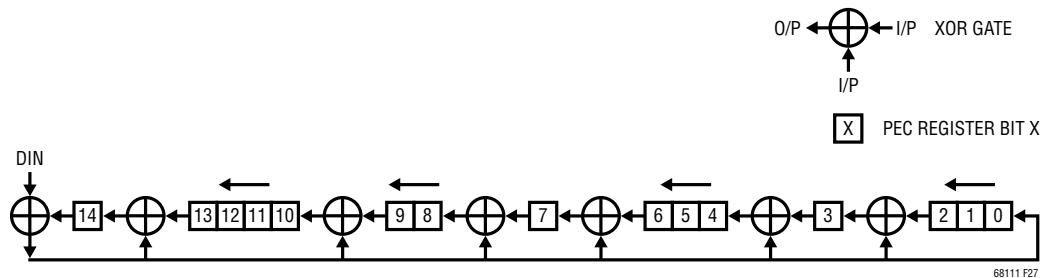 O/P I/P XOR GATE
I/P
X PEC REGISTER BIT X
DIN
14 13 12 11 10 9 8 7 6 5 4 3 2 1 0
68111 F27